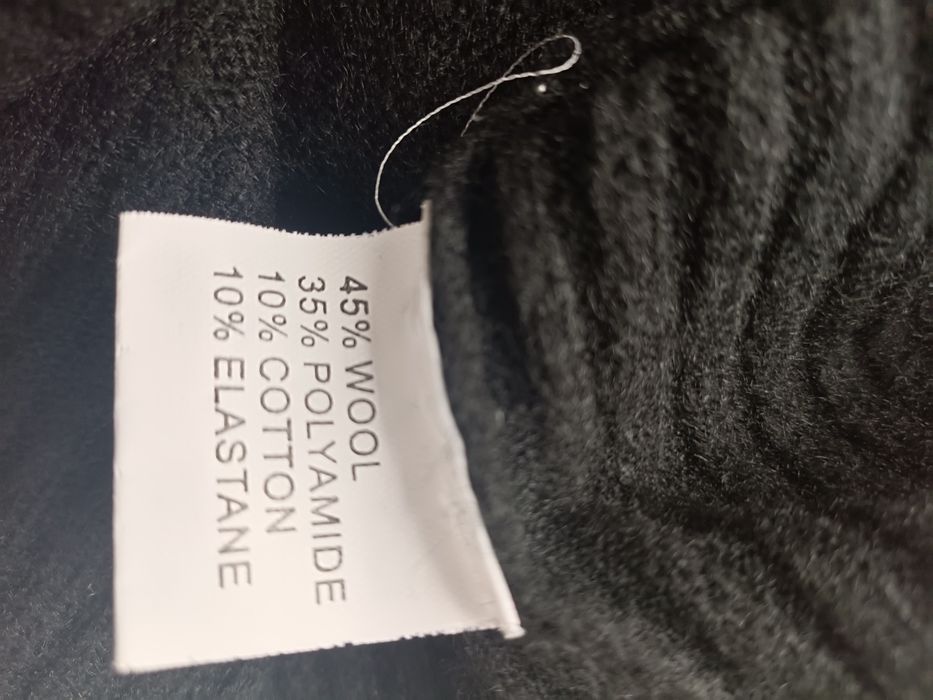 45% WOOL
35% POLYAMIDE
10% COTTON
10% ELASTANE